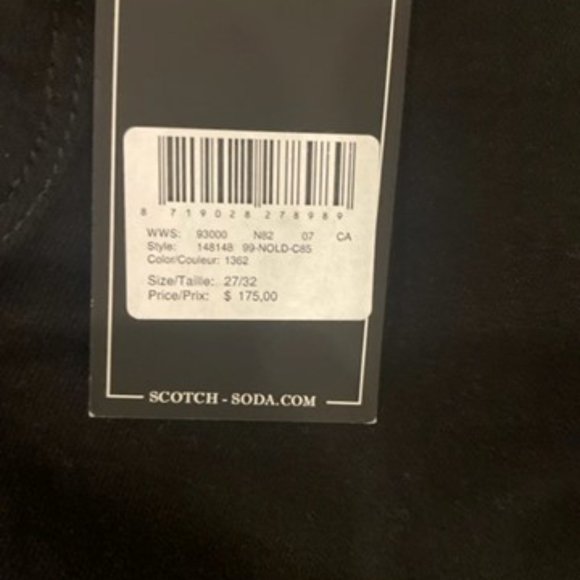 8 719028 278989
WWS: 93000 N82 07 CA
Style: 148148 99-NOLD-C85
Color/Couleur: 1362
Size/Taille: 27/32
Price/Prix: $ 175,00
SCOTCH - SODA.COM